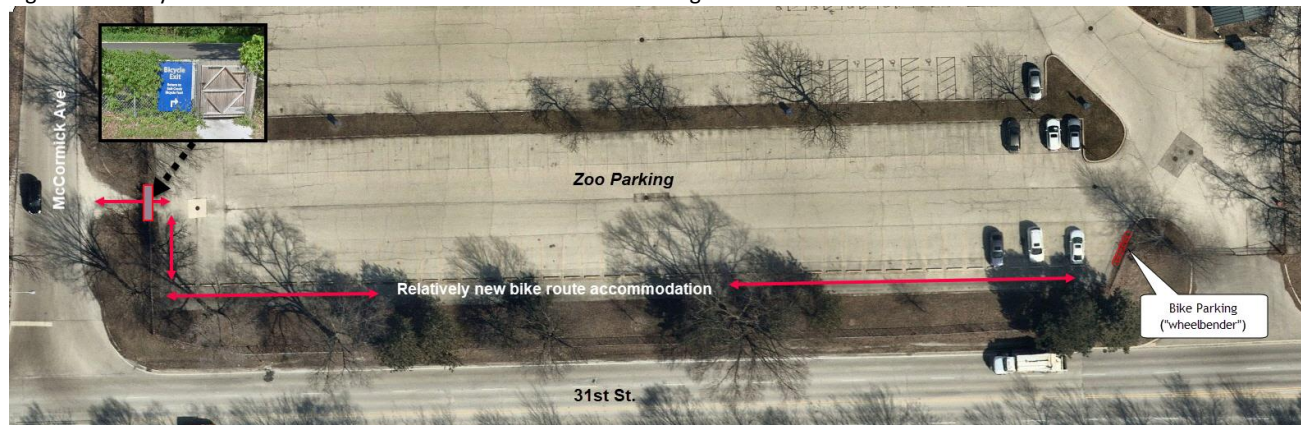 Bicycle
Exit
McCormick Ave
Zoo Parking
Relatively new bike route accommodation
Bike Parking
("wheelbender")
31st St.